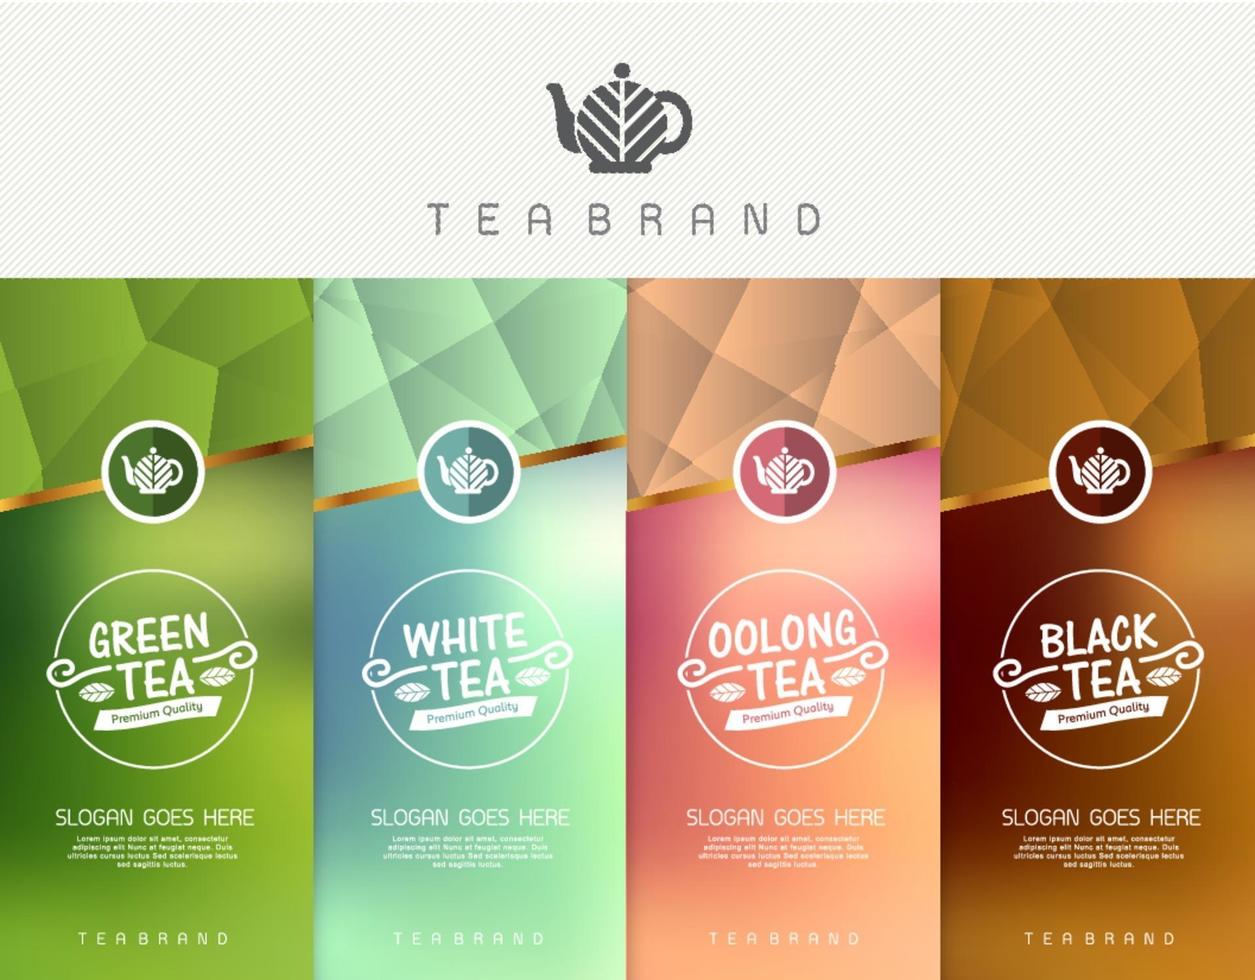 TEABRAND
GREEN
TEA
Premium Quality
SLOGAN GOES HERE
Lorem ipsum dolor sit amet, consectetur
adipiscing elit. Nunc at feugiat neque. Duis
ultricies cursus luctus Sed scelerisque lectus
sed sagittis luctus.
TEABRAND
WHITE
TEA
Premium Quality
SLOGAN GOES HERE
Lorem ipsum dolor sit amet, consectetur
adipiscing elit. Nunc at feugiat neque. Duis
ultricies cursus luctus Sed scelerisque lectus
sed sagittis luctus.
TEABRAND
OOLONG
TEA
Premium Quality
SLOGAN GOES HERE
Lorem ipsum dolor sit amet, consectetur
adipiscing elit. Nunc at feugiat neque. Duis
ultricies cursus luctus Sed scelerisque lectus
sed sagittis luctus.
TEABRAND
BLACK
TEA
Premium Quality
SLOGAN GOES HERE
Lorem ipsum dolor sit amet, consectetur
adipiscing elit. Nunc at feugiat neque. Duis
ultricies cursus luctus Sed scelerisque lectus
sed sagittis luctus.
TEABRAND